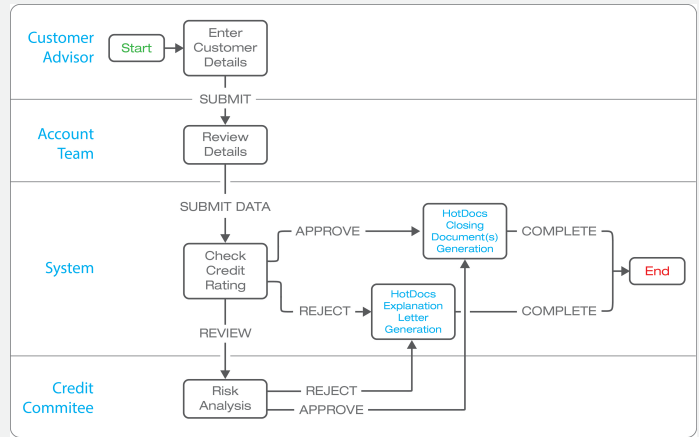 Customer
Advisor
Start
Enter
Customer
Details
SUBMIT
Account
Team
Review
Details
SUBMIT DATA
System
Check
Credit
Rating
APPROVE
HotDocs
Closing
Document(s)
Generation
COMPLETE
REJECT
HotDocs
Explanation
Letter
Generation
COMPLETE
End
REVIEW
Credit
Commitee
Risk
Analysis
REJECT
APPROVE